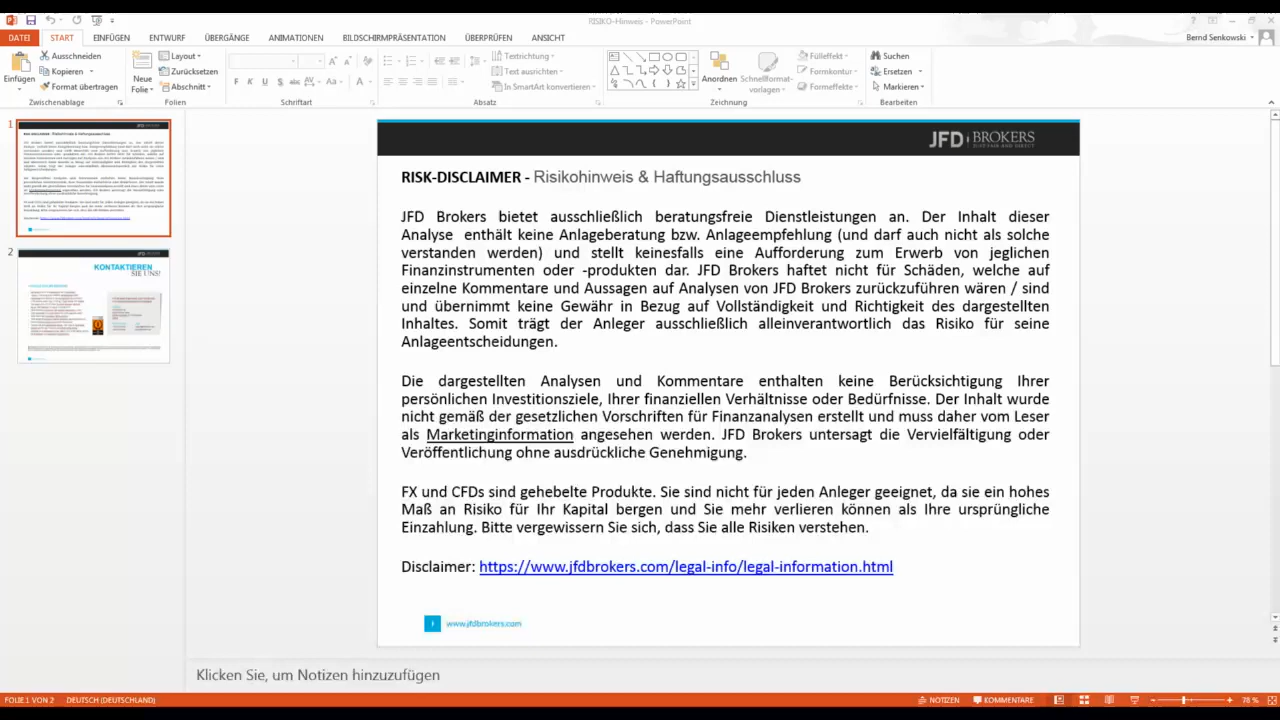 RISIKO-Hinweis - PowerPoint
DATEI START EINFÜGEN ENTWURF ÜBERGÄNGE ANIMATIONEN BILDSCHIRMPRÄSENTATION ÜBERPRÜFEN ANSICHT Bernd Senkowski
Einfügen
Ausschneiden
Kopieren
Format übertragen
Zwischenablage
Neue
Folie
Layout
Zurücksetzen
Abschnitt
Folien
Schriftart
Textrichtung
Text ausrichten
In SmartArt konvertieren
Absatz
Anordnen
Schnellformat-
vorlagen
Fülleffekt
Formkontur
Formeffekte
Zeichnung
Suchen
Ersetzen
Markieren
Bearbeiten
1
2
KONTAKTIEREN
SIE UNS!
JFD BROKERS
RISK-DISCLAIMER - Risikohinweis & Haftungsausschluss
JFD Brokers bietet ausschließlich beratungsfreie Dienstleistungen an. Der Inhalt dieser
Analyse enthält keine Anlageberatung bzw. Anlageempfehlung (und darf auch nicht als solche
verstanden werden) und stellt keinesfalls eine Aufforderung zum Erwerb von jeglichen
Finanzinstrumenten oder -produkten dar. JFD Brokers haftet nicht für Schäden, welche auf
einzelne Kommentare und Aussagen auf Analysen von JFD Brokers zurückzuführen wären / sind
und übernimmt keine Gewähr in Bezug auf Vollständigkeit und Richtigkeit des dargestellten
Inhaltes. Somit trägt der Anleger ausschließlich alleinverantwortlich das Risiko für seine
Anlageentscheidungen.
Die dargestellten Analysen und Kommentare enthalten keine Berücksichtigung Ihrer
persönlichen Investitionsziele, Ihrer finanziellen Verhältnisse oder Bedürfnisse. Der Inhalt wurde
nicht gemäß der gesetzlichen Vorschriften für Finanzanalysen erstellt und muss daher vom Leser
als Marketinginformation angesehen werden. JFD Brokers untersagt die Vervielfältigung oder
Veröffentlichung ohne ausdrückliche Genehmigung.
FX und CFDs sind gehebelte Produkte. Sie sind nicht für jeden Anleger geeignet, da sie ein hohes
Maß an Risiko für Ihr Kapital bergen und Sie mehr verlieren können als Ihre ursprüngliche
Einzahlung. Bitte vergewissern Sie sich, dass Sie alle Risiken verstehen.
Disclaimer: https://www.jfdbrokers.com/legal-info/legal-information.html
www.jfdbrokers.com
Klicken Sie, um Notizen hinzuzufügen
FOLIE 1 VON 2 DEUTSCH (DEUTSCHLAND) NOTIZEN KOMMENTARE 78 %